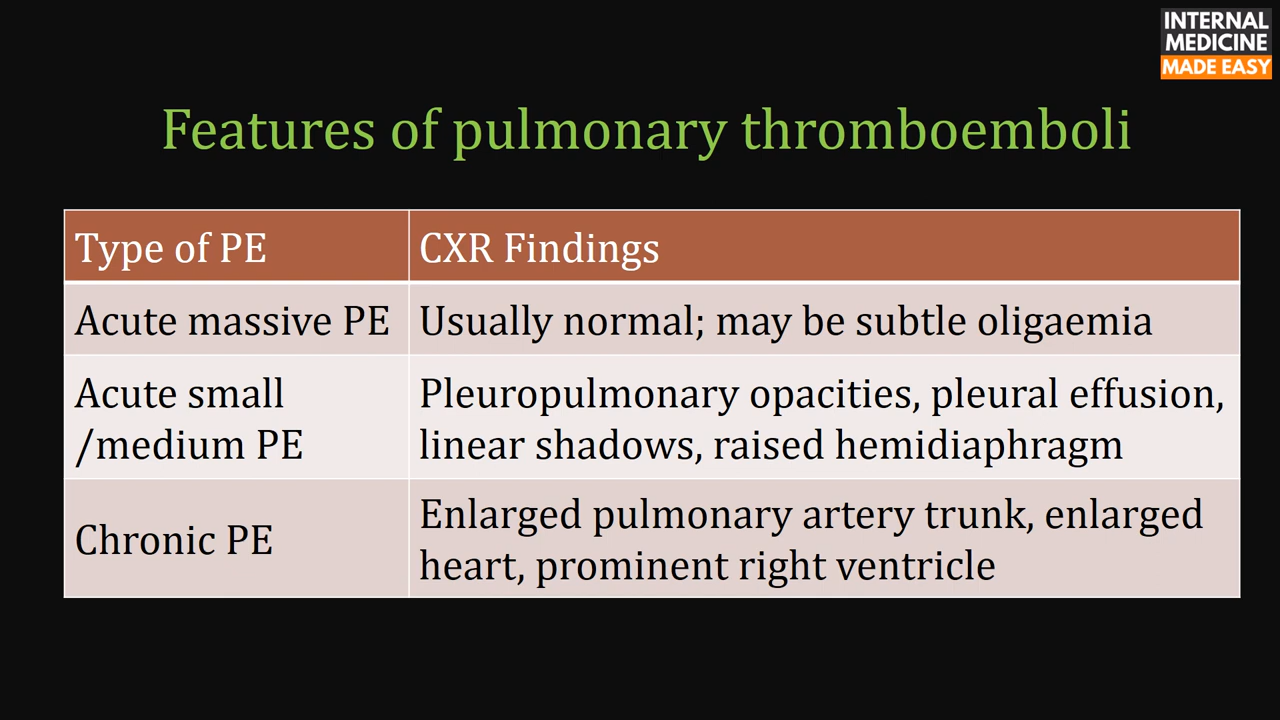 INTERNAL
MEDICINE
MADE EASY
Features of pulmonary thromboemboli
Type of PE
CXR Findings
Acute massive PE
Usually normal; may be subtle oligaemia
Acute small
/medium PE
Pleuropulmonary opacities, pleural effusion,
linear shadows, raised hemidiaphragm
Chronic PE
Enlarged pulmonary artery trunk, enlarged
heart, prominent right ventricle